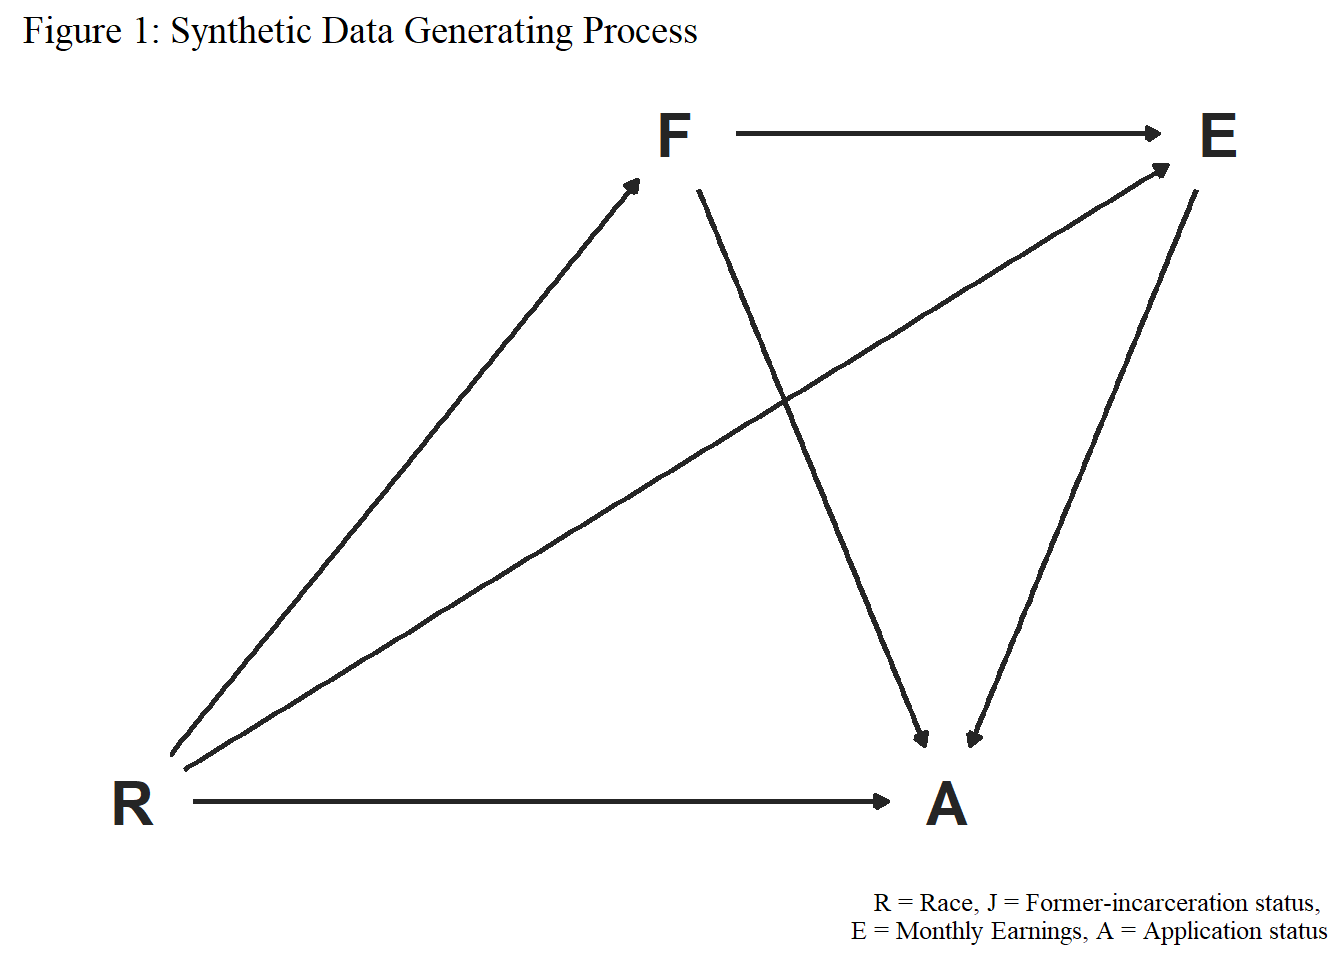 Figure 1: Synthetic Data Generating Process
F
E
R
A
R = Race, J = Former-incarceration status,
E = Monthly Earnings, A = Application status